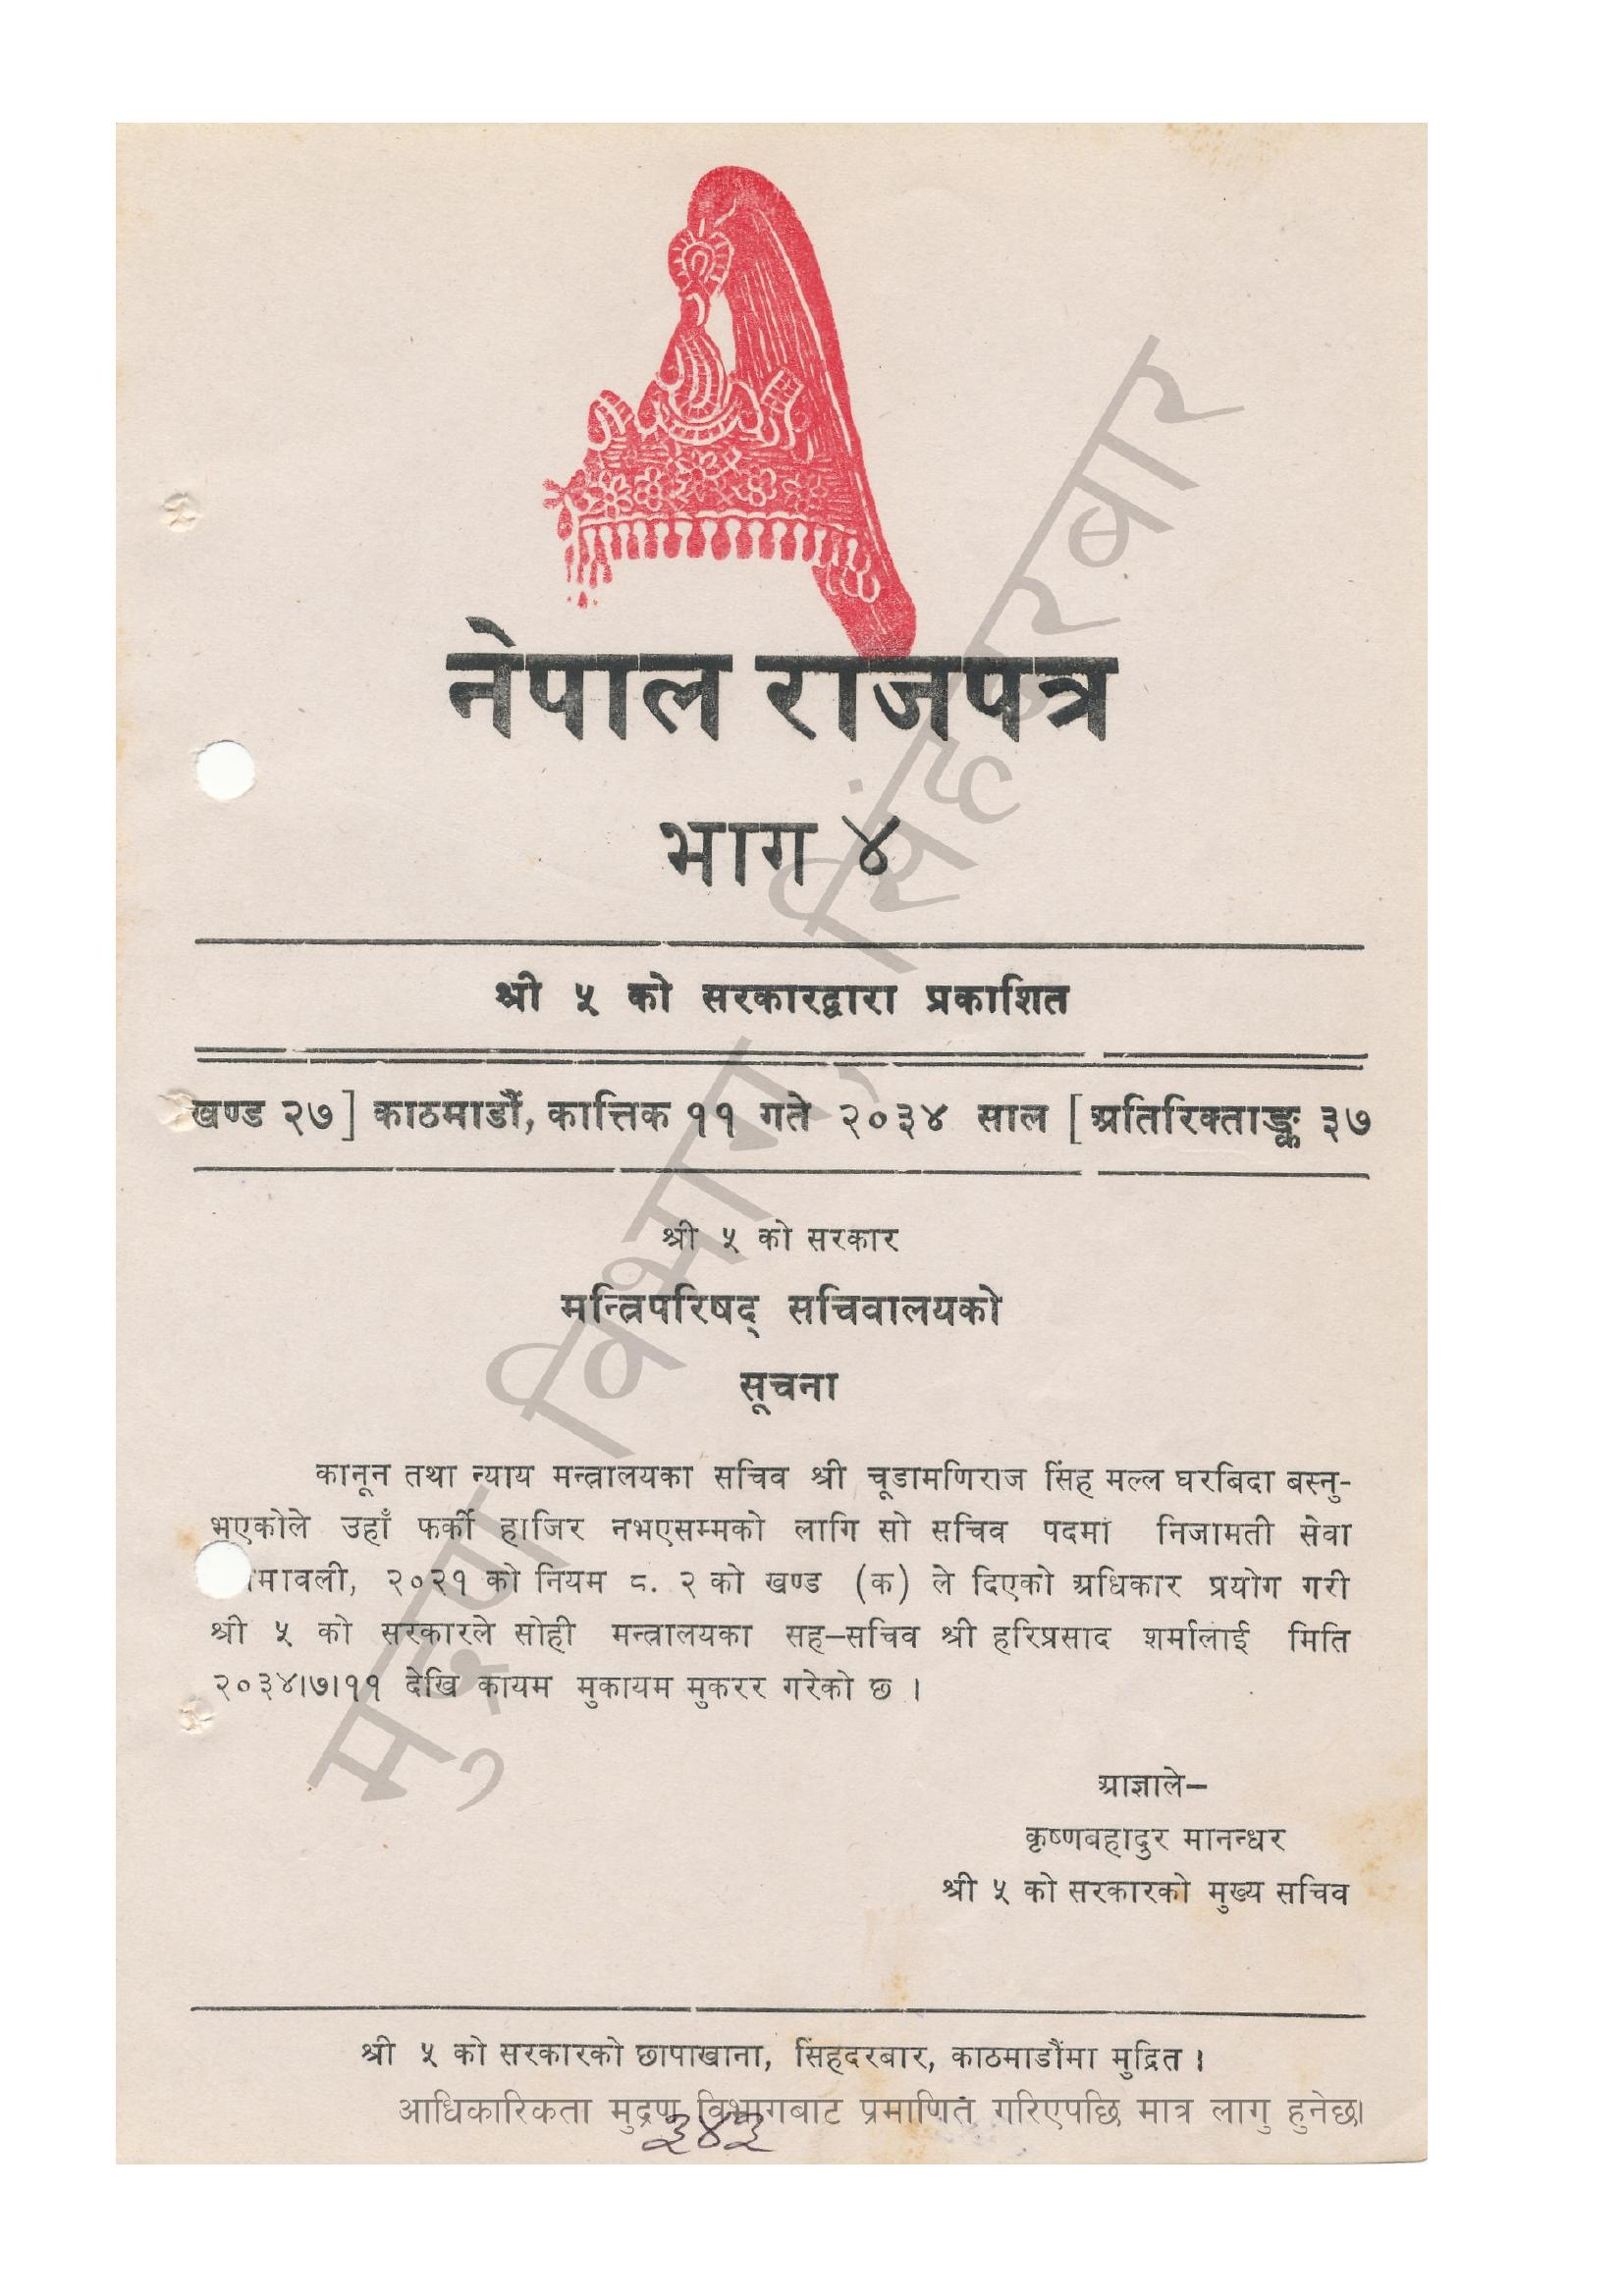 नेपाल राजपत्र
भाग ४
श्री ५ को सरकारद्वारा प्रकाशित
खण्ड २७] काठमाडौं, कात्तिक ११ गते २०३४ साल [अतिरिक्ताङ्क ३७
श्री ५ को सरकार
मन्त्रिपरिषद् सचिवालयको
सूचना
कानून तथा न्याय मन्त्रालयका सचिव श्री चूडामणिराज सिंह मल्ल घरबिदा बस्नु-
भएकोले उहाँ फर्की हाजिर नभएसम्मको लागि सो सचिव पदमा निजामती सेवा
मावली, २०२१ को नियम ८. २ को खण्ड (क) ले दिएको अधिकार प्रयोग गरी
श्री ५ को सरकारले सोही मन्त्रालयका सह–सचिव श्री हरिप्रसाद शर्मालाई मिति
२०३४।७।११ देखि कायम मुकायम मुकरर गरेको छ ।
आज्ञाले–
कृष्णबहादुर मानन्धर
श्री ५ को सरकारको मुख्य सचिव
श्री ५ को सरकारको छापाखाना, सिंहदरबार, काठमाडौंमा मुद्रित ।
आधिकारिकता मुद्रण विभागबाट प्रमाणित गरिएपछि मात्र लागु हुनेछ।
३४३
मुद्रण विभाग, सिंहदरबार